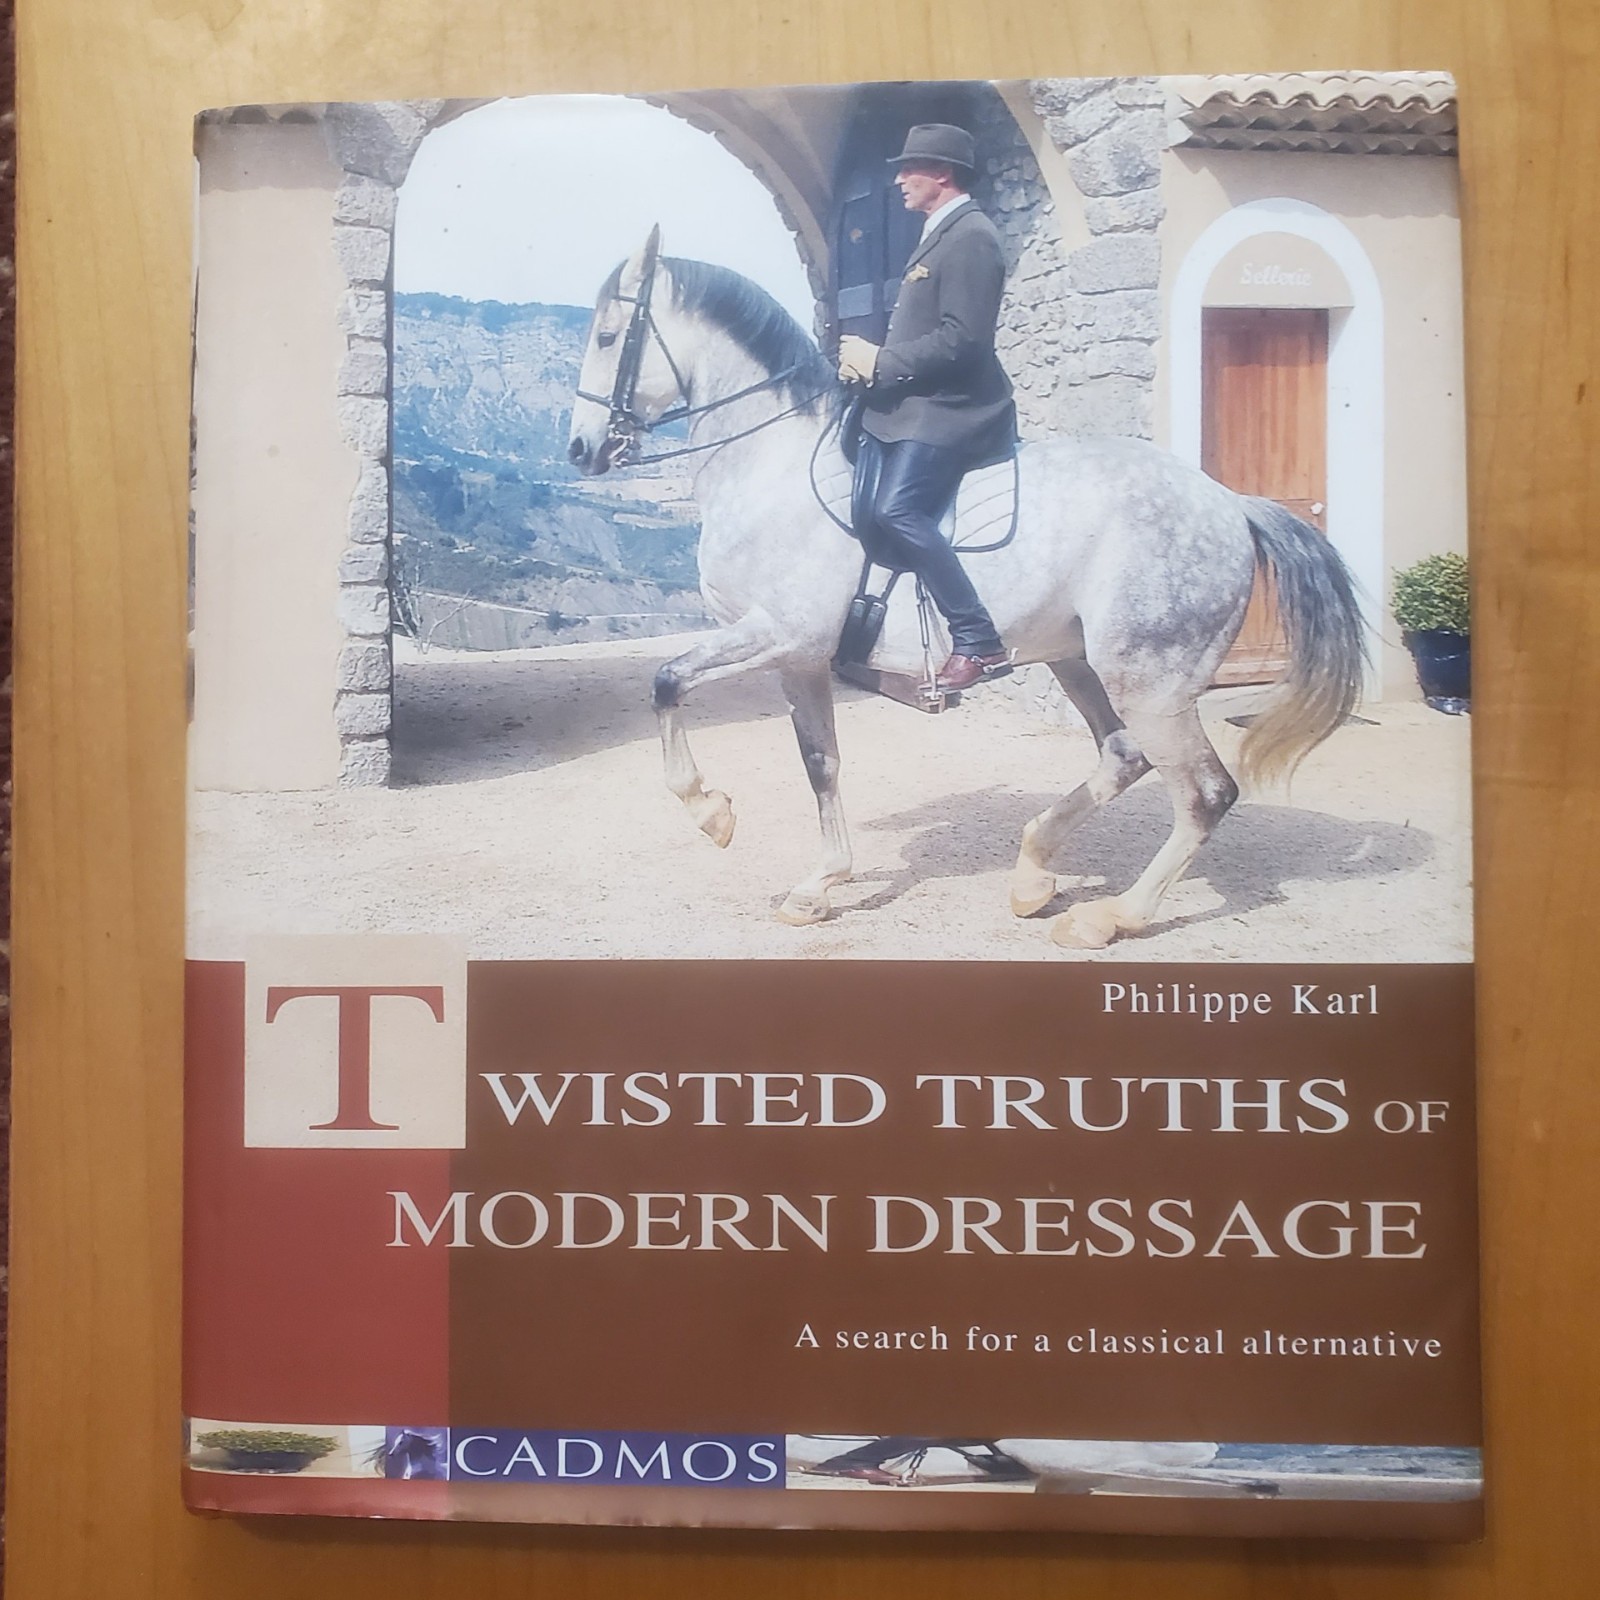 Sellerie
Philippe Karl
TWISTED TRUTHS OF
MODERN DRESSAGE
A search for a classical alternative
CADMOS